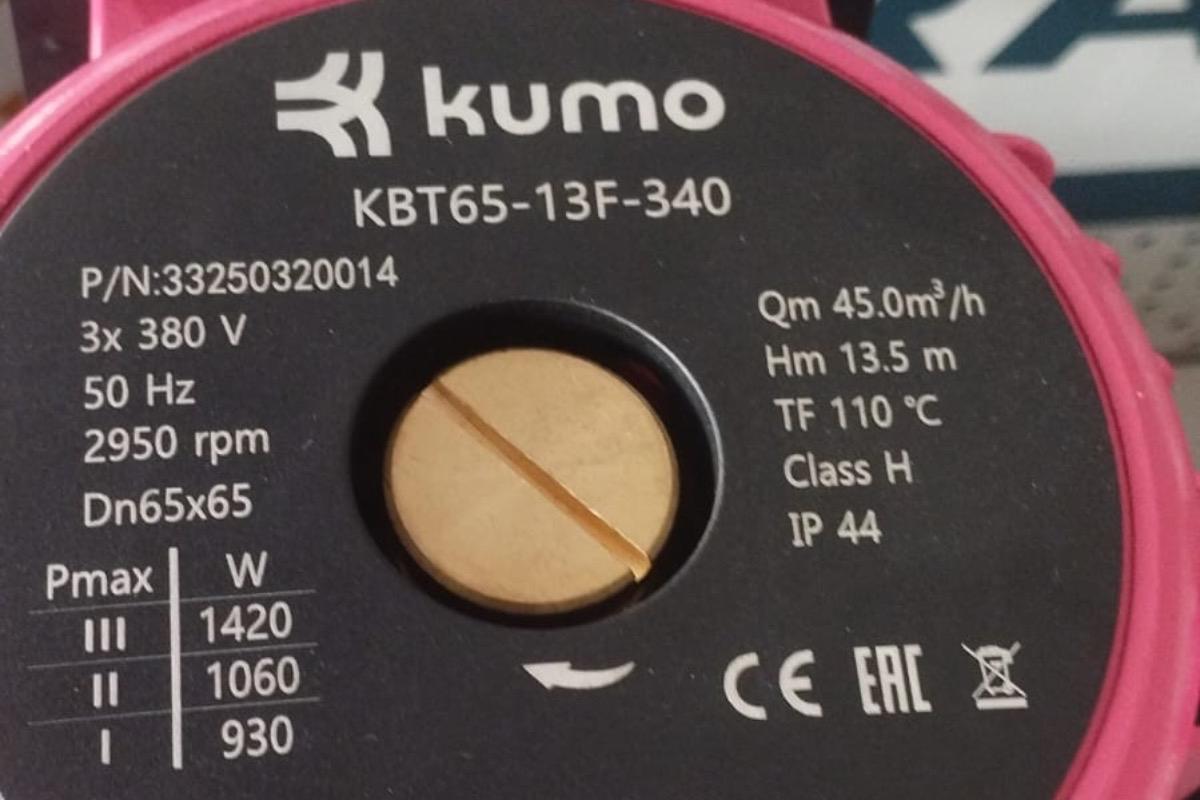 kumo
KBT65-13F-340
P/N:33250320014
3x 380 V
50 Hz
2950 rpm
Dn65x65
Pmax W
III 1420
II 1060
I 930
Qm 45.0m³/h
Hm 13.5 m
TF 110 °C
Class H
IP 44
CE EAC